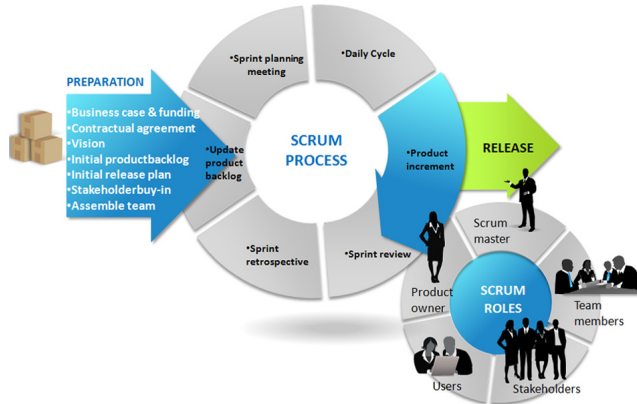 PREPARATION
•Business case & funding
•Contractual agreement
•Vision
•Initial productbacklog
•Initial release plan
•Stakeholderbuy-in
•Assemble team
•Sprint planning
meeting
•Daily Cycle
•Update
product
backlog
SCRUM
PROCESS
•Product
increment
RELEASE
•Sprint
retrospective
•Sprint review
Scrum
master
Product
owner
SCRUM
ROLES
Team
members
Users
Stakeholders